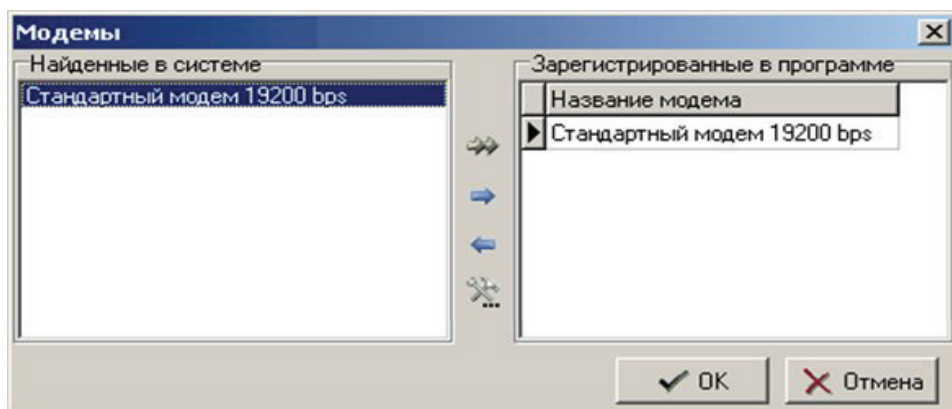 Модемы
Найденные в системе
Стандартный модем 19200 bps
Зарегистрированные в программе
Название модема
Стандартный модем 19200 bps
OK
Отмена